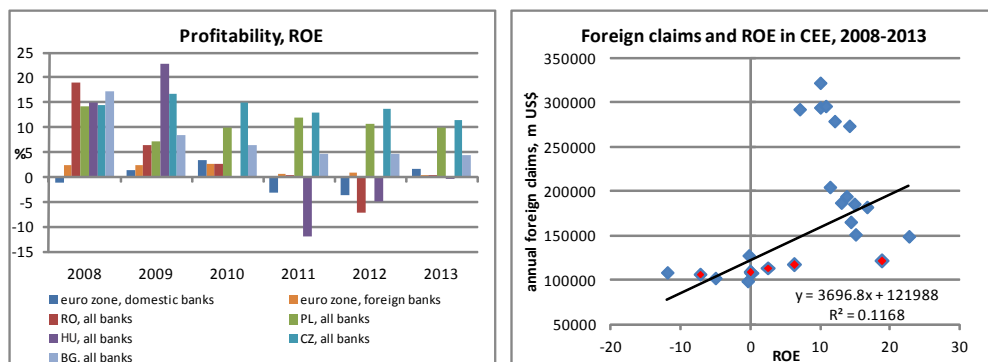 Profitability, ROE
25
20
15
10
%5
0
-5
-10
-15
2008 2009 2010 2011 2012 2013
euro zone, domestic banks euro zone, foreign banks
RO, all banks PL, all banks
HU, all banks CZ, all banks
BG, all banks
Foreign claims and ROE in CEE, 2008-2013
annual foreign claims, m US$
350000
300000
250000
200000
150000
100000
50000
y = 3696.8x + 121988
R² = 0.1168
-20 -10 0 10 20 30
ROE